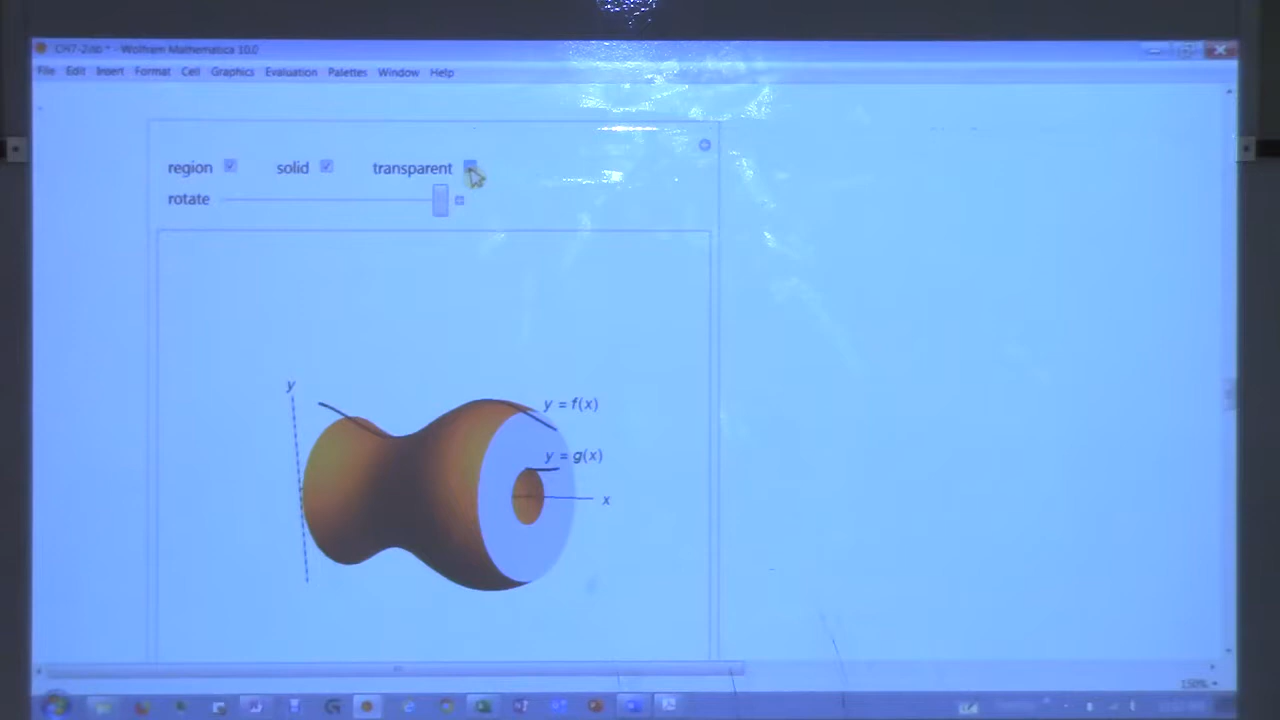 CH7-2.nb * - Wolfram Mathematica 10.0
File Edit Insert Format Cell Graphics Evaluation Palettes Window Help
region solid transparent
rotate
y
y = f(x)
y = g(x)
x
150%